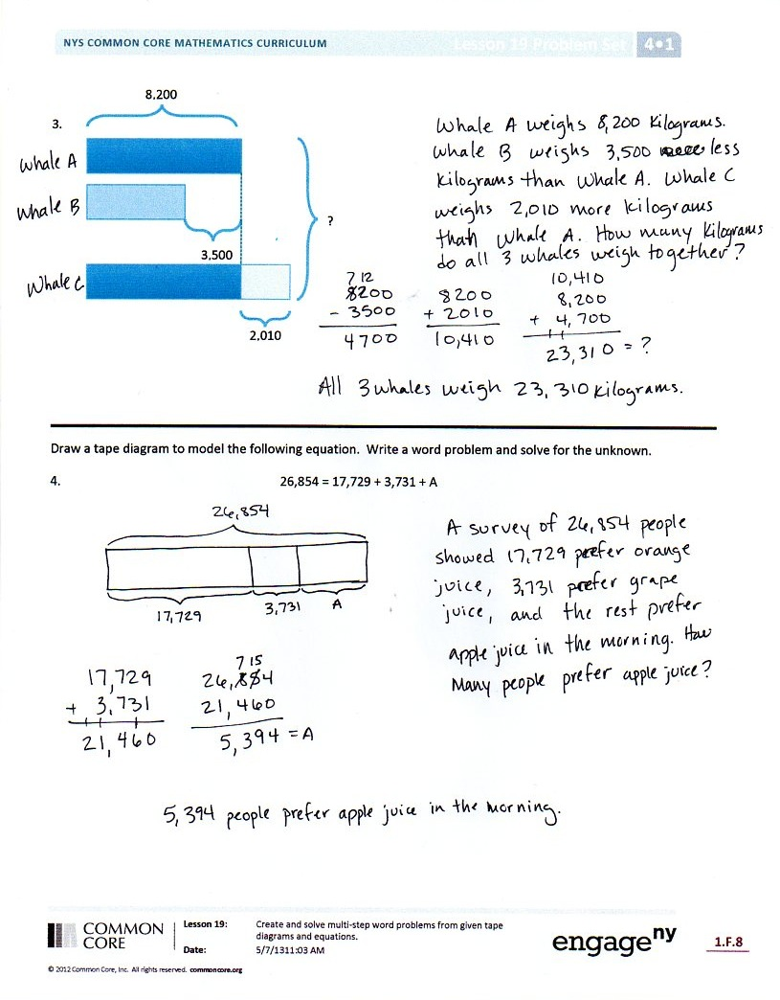 NYS COMMON CORE MATHEMATICS CURRICULUM
Lesson 19 Problem Set 4•1
8,200
3.
Whale A
Whale B
?
3,500
Whale C
2,010
Whale A weighs 8,200 Kilograms.
Whale B weighs 3,500 less
Kilograms than Whale A. Whale C
weighs 2,010 more kilograms
than Whale A. How many Kilograms
do all 3 whales weigh together?
7 12
8200
- 3500
4700
8200
+ 2010
10,410
10,410
8,200
+ 4,700
23,310 = ?
All 3 whales weigh 23,310 kilograms.
Draw a tape diagram to model the following equation. Write a word problem and solve for the unknown.
4.
26,854 = 17,729 + 3,731 + A
26,854
17,729
3,731
A
A survey of 26,854 people
showed 17,729 prefer orange
juice, 3,731 prefer grape
juice, and the rest prefer
apple juice in the morning. How
Many people prefer apple juice?
17,729
+ 3,731
21,460
7 15
26,854
21,460
5,394 = A
5,394 people prefer apple juice in the morning.
COMMON
CORE
Lesson 19:
Create and solve multi-step word problems from given tape
diagrams and equations.
Date:
5/7/1311:03 AM
engage ny
1.F.8
© 2012 Common Core, Inc. All rights reserved. commoncore.org